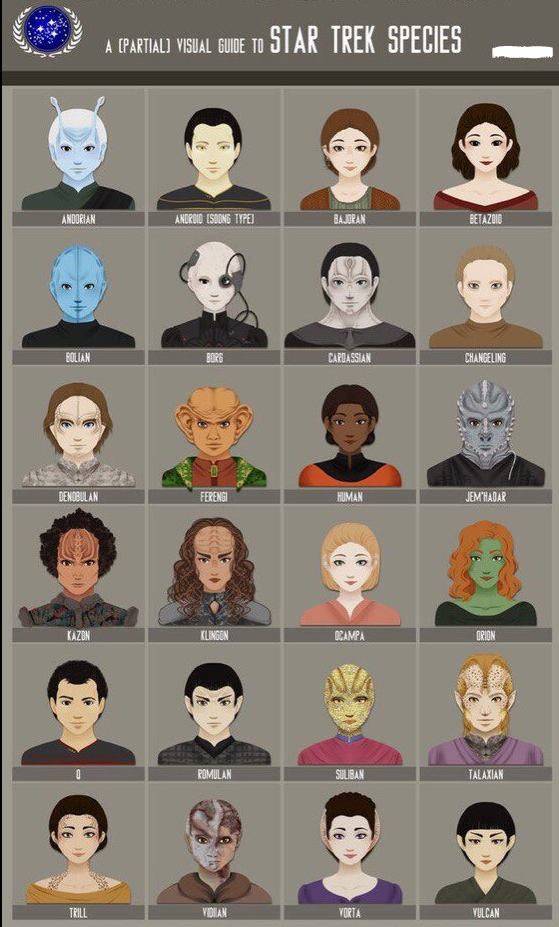 A (PARTIAL) VISUAL GUIDE TO STAR TREK SPECIES
ANDORIAN
ANDROID (SOONG TYPE)
BAJORAN
BETAZOID
BOLIAN
BORG
CARDASSIAN
CHANGELING
DENOBULAN
FERENGI
HUMAN
JEM'HADAR
KAZON
KLINGON
OCAMPA
ORION
Q
ROMULAN
SULIBAN
TALAXIAN
TRILL
VIDIIAN
VORTA
VULCAN